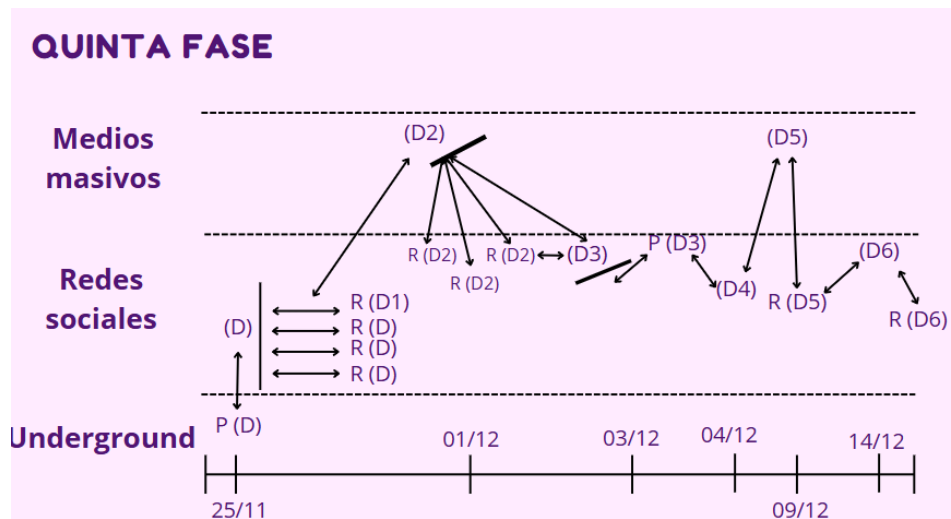 QUINTA FASE
Medios
masivos
(D2)
(D5)
Redes
sociales
R (D2)
R (D2)
R (D2)
(D3)
P (D3)
(D4)
R (D5)
(D6)
R (D6)
(D)
R (D1)
R (D)
R (D)
R (D)
P (D)
Underground
25/11
01/12
03/12
04/12
09/12
14/12